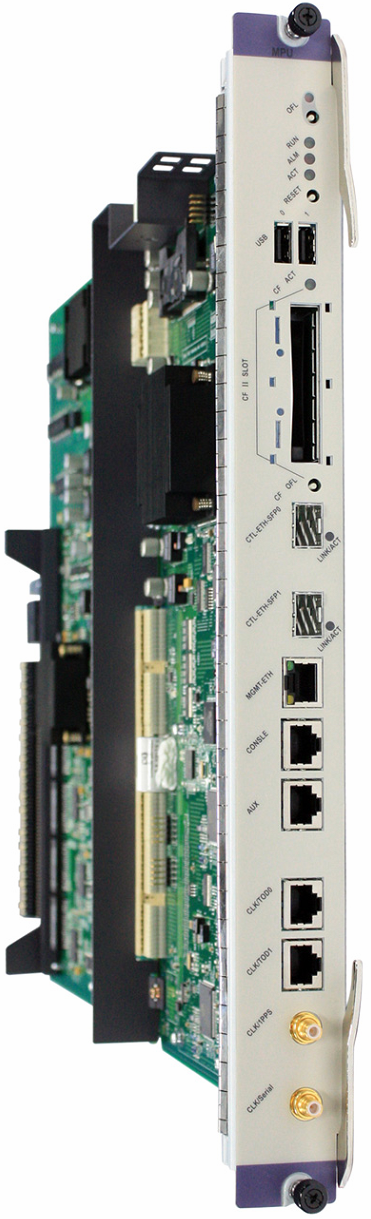 MPU
OFL
RUN
ALM
ACT
RESET
0 1
USB
CF ACT
CF II SLOT
CF OFL
CTL-ETH-SFP0
LINK/ACT
CTL-ETH-SFP1
LINK/ACT
MGMT-ETH
CONSLE
AUX
CLK/TOD0
CLK/TOD1
CLK/1PPS
CLK/Serial